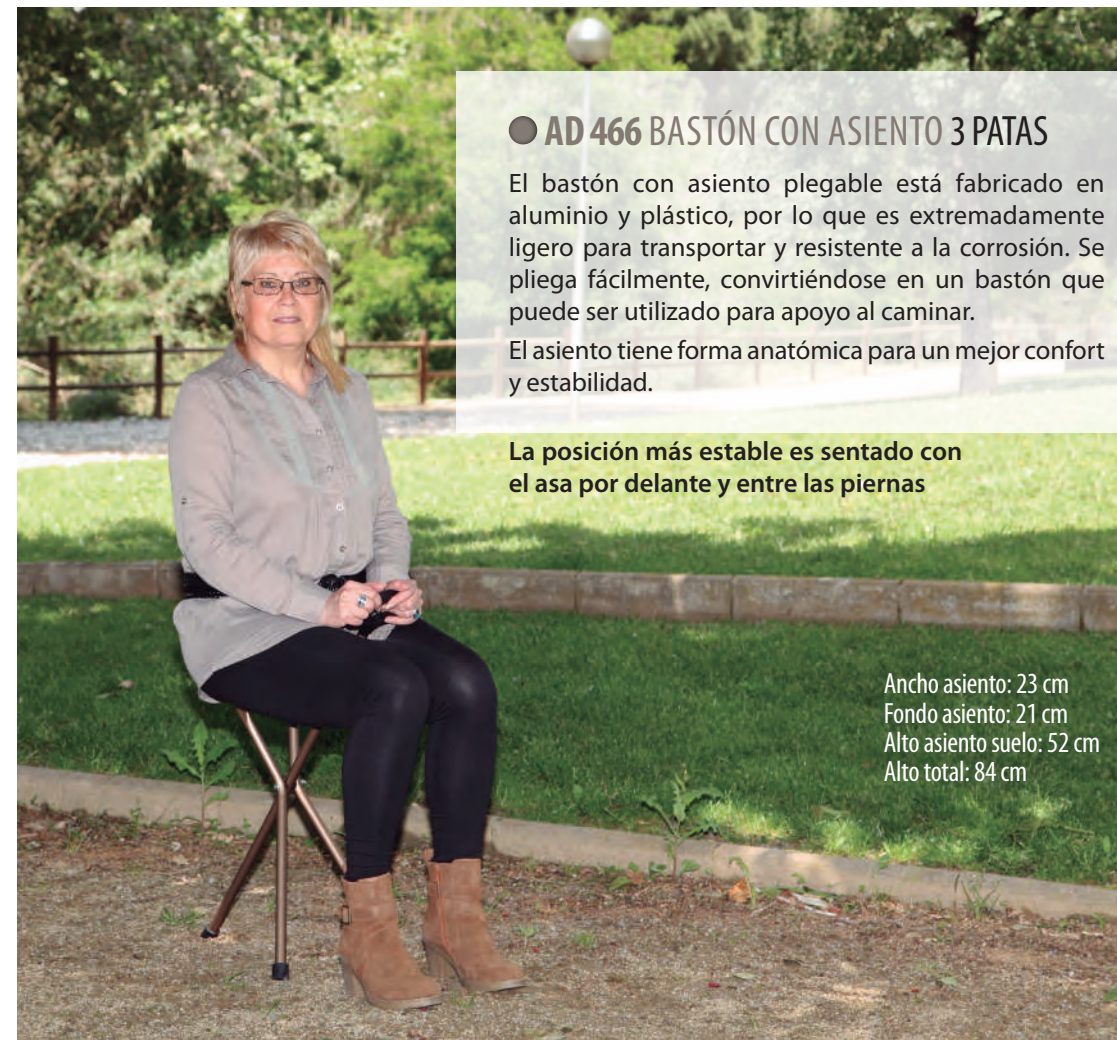 AD 466 BASTÓN CON ASIENTO 3 PATAS
El bastón con asiento plegable está fabricado en
aluminio y plástico, por lo que es extremadamente
ligero para transportar y resistente a la corrosión. Se
pliega fácilmente, convirtiéndose en un bastón que
puede ser utilizado para apoyo al caminar.
El asiento tiene forma anatómica para un mejor confort
y estabilidad.
La posición más estable es sentado con
el asa por delante y entre las piernas
Ancho asiento: 23 cm
Fondo asiento: 21 cm
Alto asiento suelo: 52 cm
Alto total: 84 cm